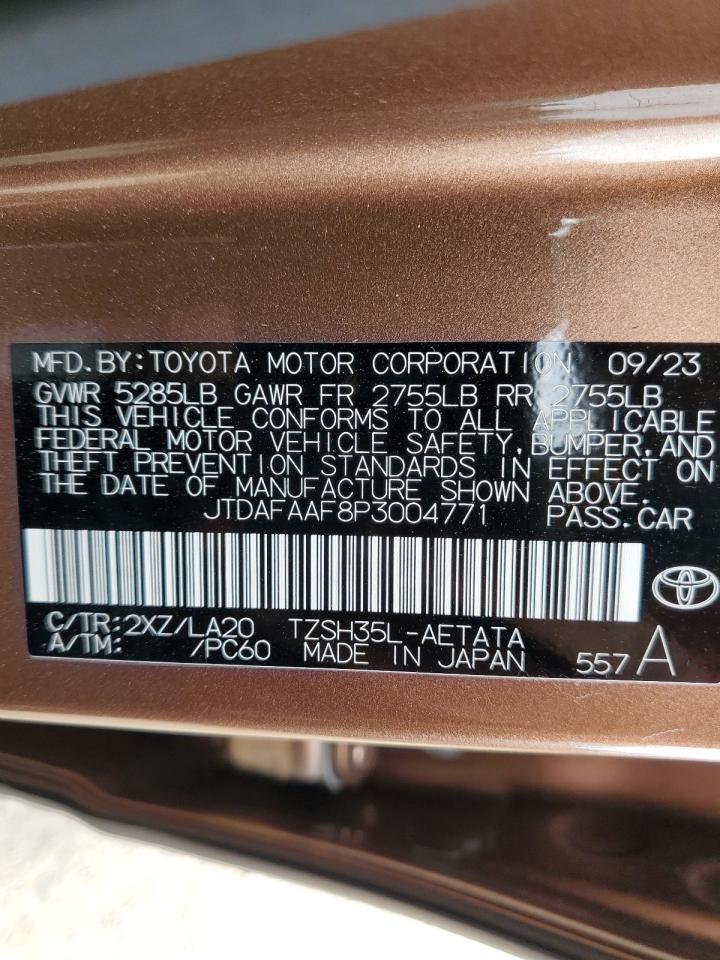 MFD.BY:TOYOTA MOTOR CORPORATION 09/23
GVWR 5285LB GAWR FR 2755LB RR 2755LB
THIS VEHICLE CONFORMS TO ALL APPLICABLE
FEDERAL MOTOR VEHICLE SAFETY, BUMPER, AND
THEFT PREVENTION STANDARDS IN EFFECT ON
THE DATE OF MANUFACTURE SHOWN ABOVE.
JTDAFAAF8P3004771 PASS.CAR
C/TR:2XZ/LA20 TZSH35L-AETATA
A/TM: /PC60 MADE IN JAPAN 557 A